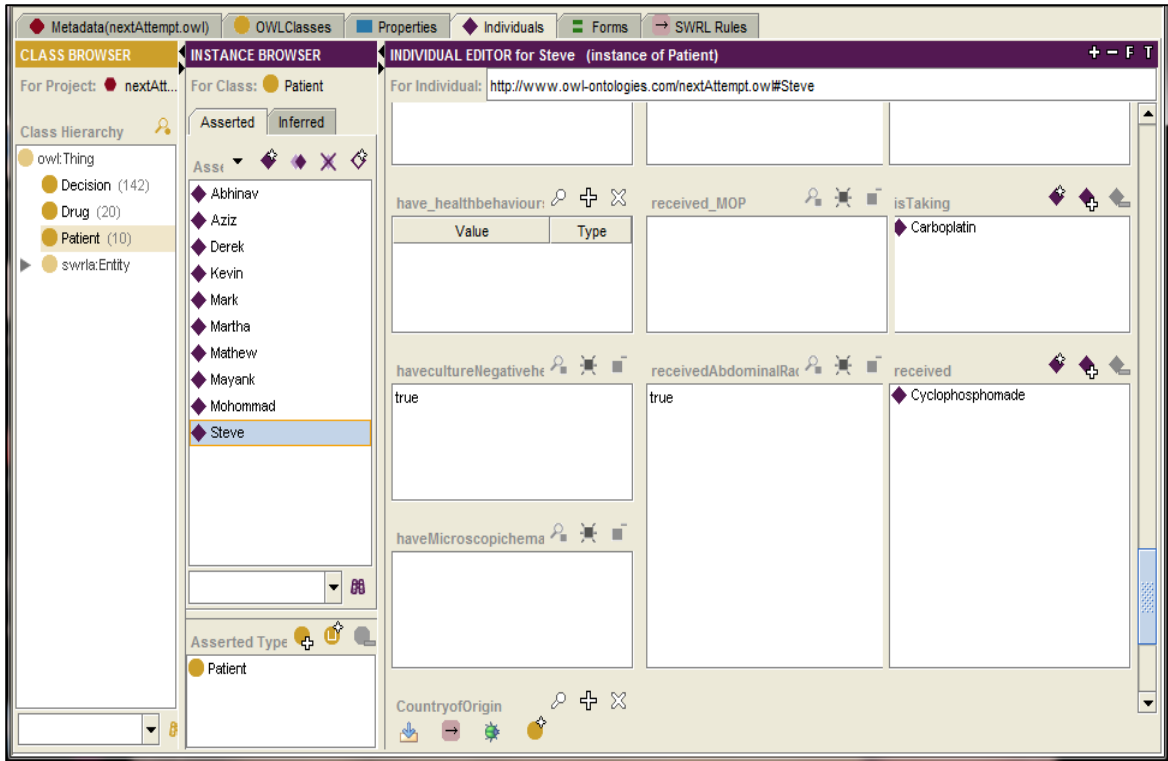 Metadata(nextAttempt.owl) OWLClasses Properties Individuals Forms SWRL Rules
CLASS BROWSER
For Project: nextAtt...
Class Hierarchy
owl:Thing
Decision (142)
Drug (20)
Patient (10)
swrla:Entity
INSTANCE BROWSER
For Class: Patient
Asserted Inferred
Asse
Abhinav
Aziz
Derek
Kevin
Mark
Martha
Mathew
Mayank
Mohommad
Steve
Asserted Type
Patient
INDIVIDUAL EDITOR for Steve (instance of Patient) + - F T
For Individual: http://www.owl-ontologies.com/nextAttempt.owl#Steve
have_healthbehaviour: received_MOP isTaking
Value Type
Carboplatin
havecultureNegativehe receivedAbdominalRac received
true true Cyclophosphomade
haveMicroscopichema
CountryofOrigin